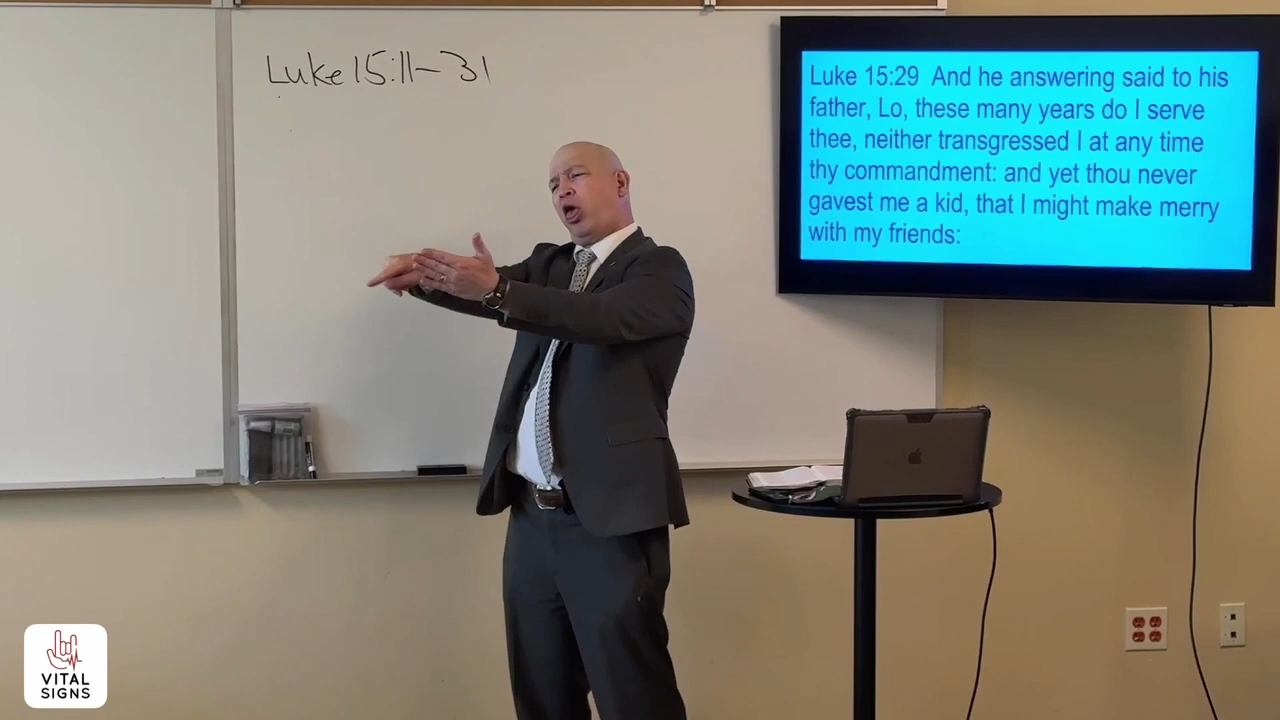 Luke 15:11-31
Luke 15:29 And he answering said to his
father, Lo, these many years do I serve
thee, neither transgressed I at any time
thy commandment: and yet thou never
gavest me a kid, that I might make merry
with my friends:
VITAL
SIGNS